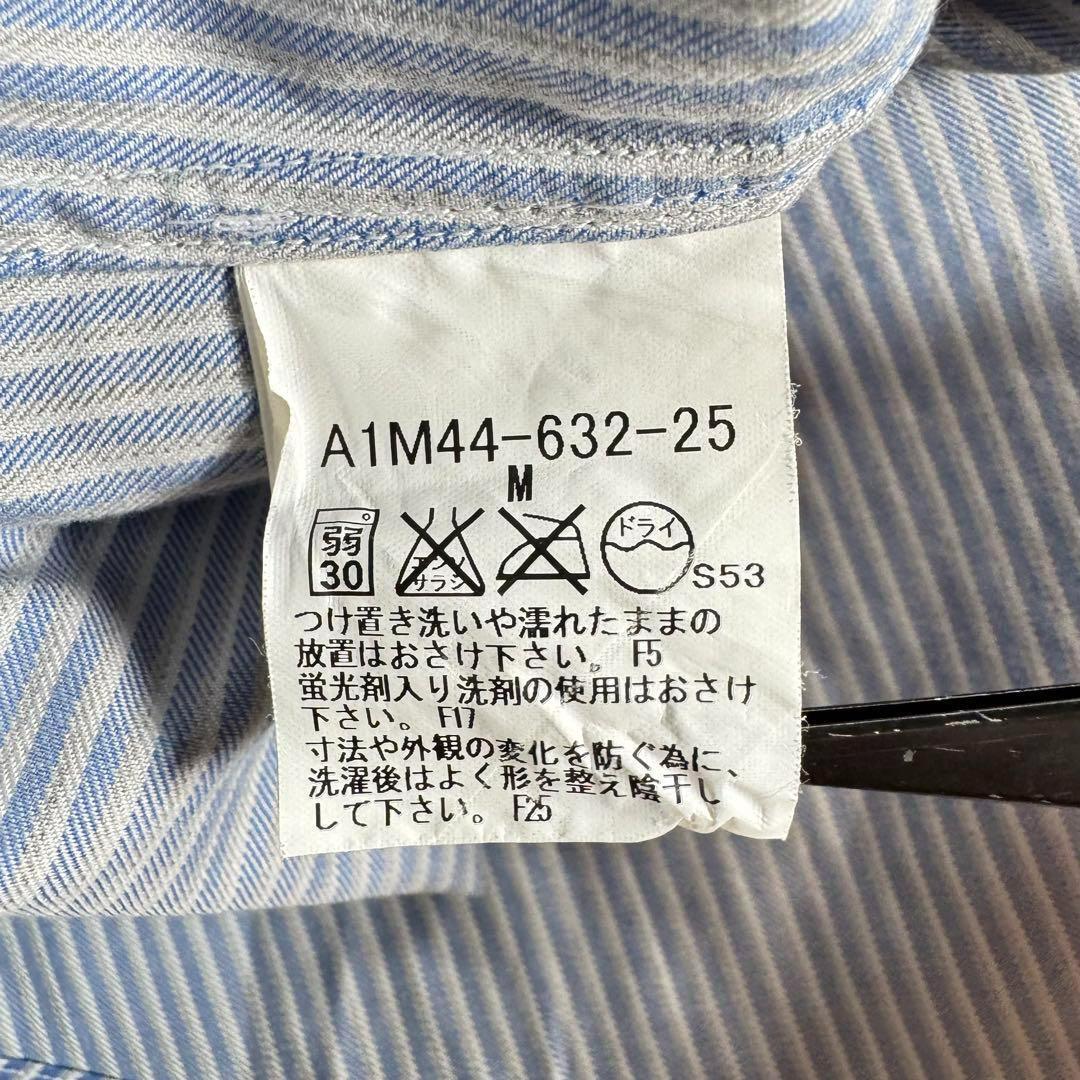 A1M44-632-25
M
弱
30
エンソ
サラシ
ドライ
S53
つけ置き洗いや濡れたままの
放置はおさけ下さい。 F5
蛍光剤入り洗剤の使用はおさけ
下さい。 F17
寸法や外観の変化を防ぐ為に、
洗濯後はよく形を整え陰干し
して下さい。 F25